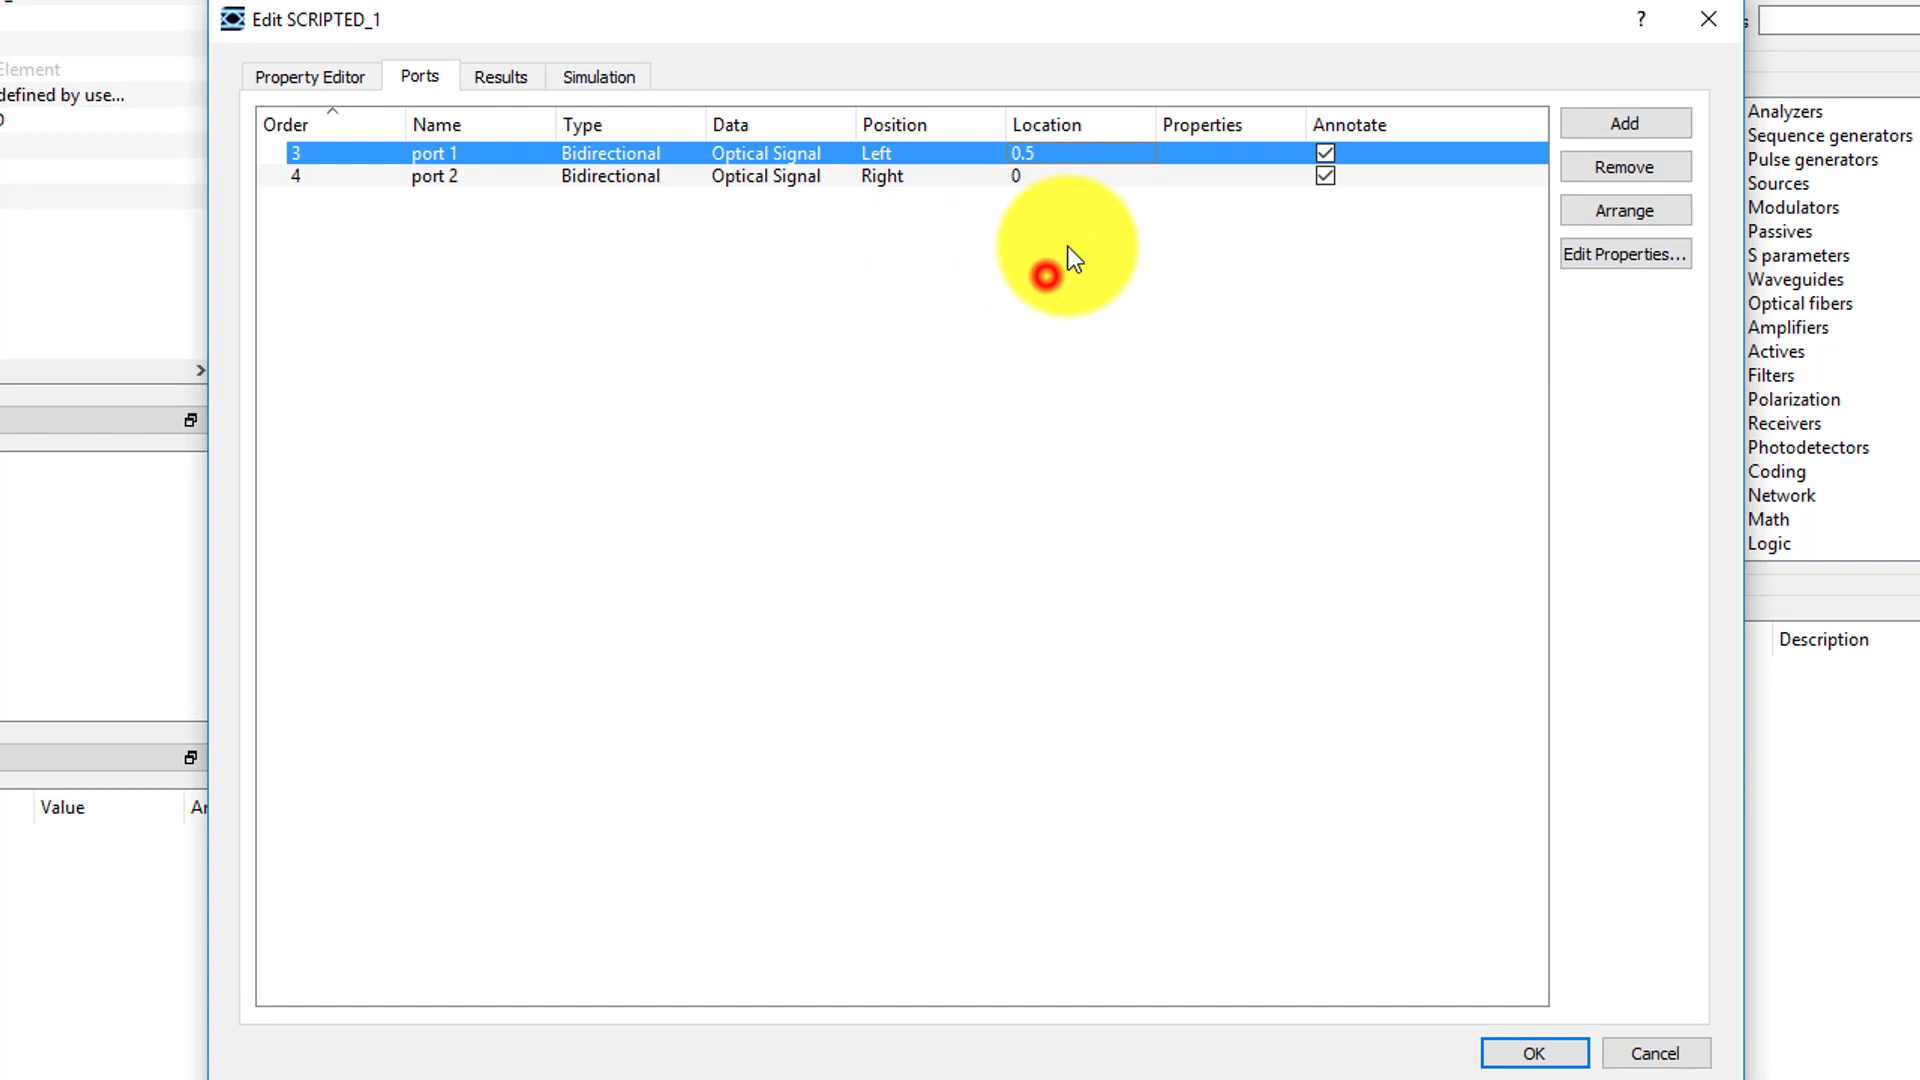 Edit SCRIPTED_1
?
Element
defined by use...
Property Editor Ports Results Simulation
Order Name Type Data Position Location Properties Annotate
3 port 1 Bidirectional Optical Signal Left 0.5
4 port 2 Bidirectional Optical Signal Right 0
Add
Remove
Arrange
Edit Properties...
Analyzers
Sequence generators
Pulse generators
Sources
Modulators
Passives
S parameters
Waveguides
Optical fibers
Amplifiers
Actives
Filters
Polarization
Receivers
Photodetectors
Coding
Network
Math
Logic
Description
Value
OK Cancel